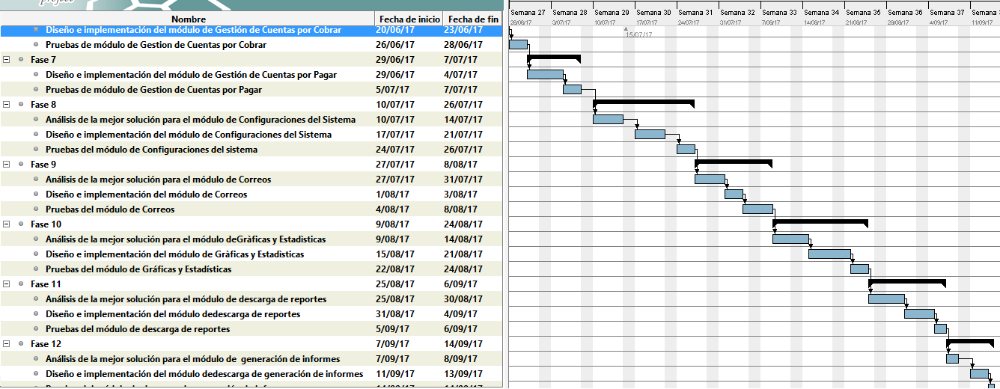 project
Nombre Fecha de inicio Fecha de fin
Semana 27 Semana 28 Semana 29 Semana 30 Semana 31 Semana 32 Semana 33 Semana 34 Semana 35 Semana 36 Semana 37 Semana
26/06/17 3/07/17 10/07/17 17/07/17 24/07/17 31/07/17 7/08/17 14/08/17 21/08/17 28/08/17 4/09/17 11/09/17
15/07/17
Diseño e implementación del módulo de Gestión de Cuentas por Cobrar 20/06/17 23/06/17
Pruebas de módulo de Gestion de Cuentas por Cobrar 26/06/17 28/06/17
Fase 7 29/06/17 7/07/17
Diseño e implementación del módulo de Gestión de Cuentas por Pagar 29/06/17 4/07/17
Pruebas de módulo de Gestion de Cuentas por Pagar 5/07/17 7/07/17
Fase 8 10/07/17 26/07/17
Análisis de la mejor solución para el módulo de Configuraciones del Sistema 10/07/17 14/07/17
Diseño e implementación del módulo de Configuraciones del Sistema 17/07/17 21/07/17
Pruebas del módulo de Configuraciones del sistema 24/07/17 26/07/17
Fase 9 27/07/17 8/08/17
Análisis de la mejor solución para el módulo de Correos 27/07/17 31/07/17
Diseño e implementación del módulo de Correos 1/08/17 3/08/17
Pruebas del módulo de Correos 4/08/17 8/08/17
Fase 10 9/08/17 24/08/17
Análisis de la mejor solución para el módulo deGràficas y Estadìsticas 9/08/17 14/08/17
Diseño e implementación del módulo de Gràficas y Estadìsticas 15/08/17 21/08/17
Pruebas del módulo de Gráficas y Estadísticas 22/08/17 24/08/17
Fase 11 25/08/17 6/09/17
Análisis de la mejor solución para el módulo de descarga de reportes 25/08/17 30/08/17
Diseño e implementación del módulo dedescarga de reportes 31/08/17 4/09/17
Pruebas del módulo de descarga de reportes 5/09/17 6/09/17
Fase 12 7/09/17 14/09/17
Análisis de la mejor solución para el módulo de generación de informes 7/09/17 8/09/17
Diseño e implementación del módulo dedescarga de generación de informes 11/09/17 13/09/17